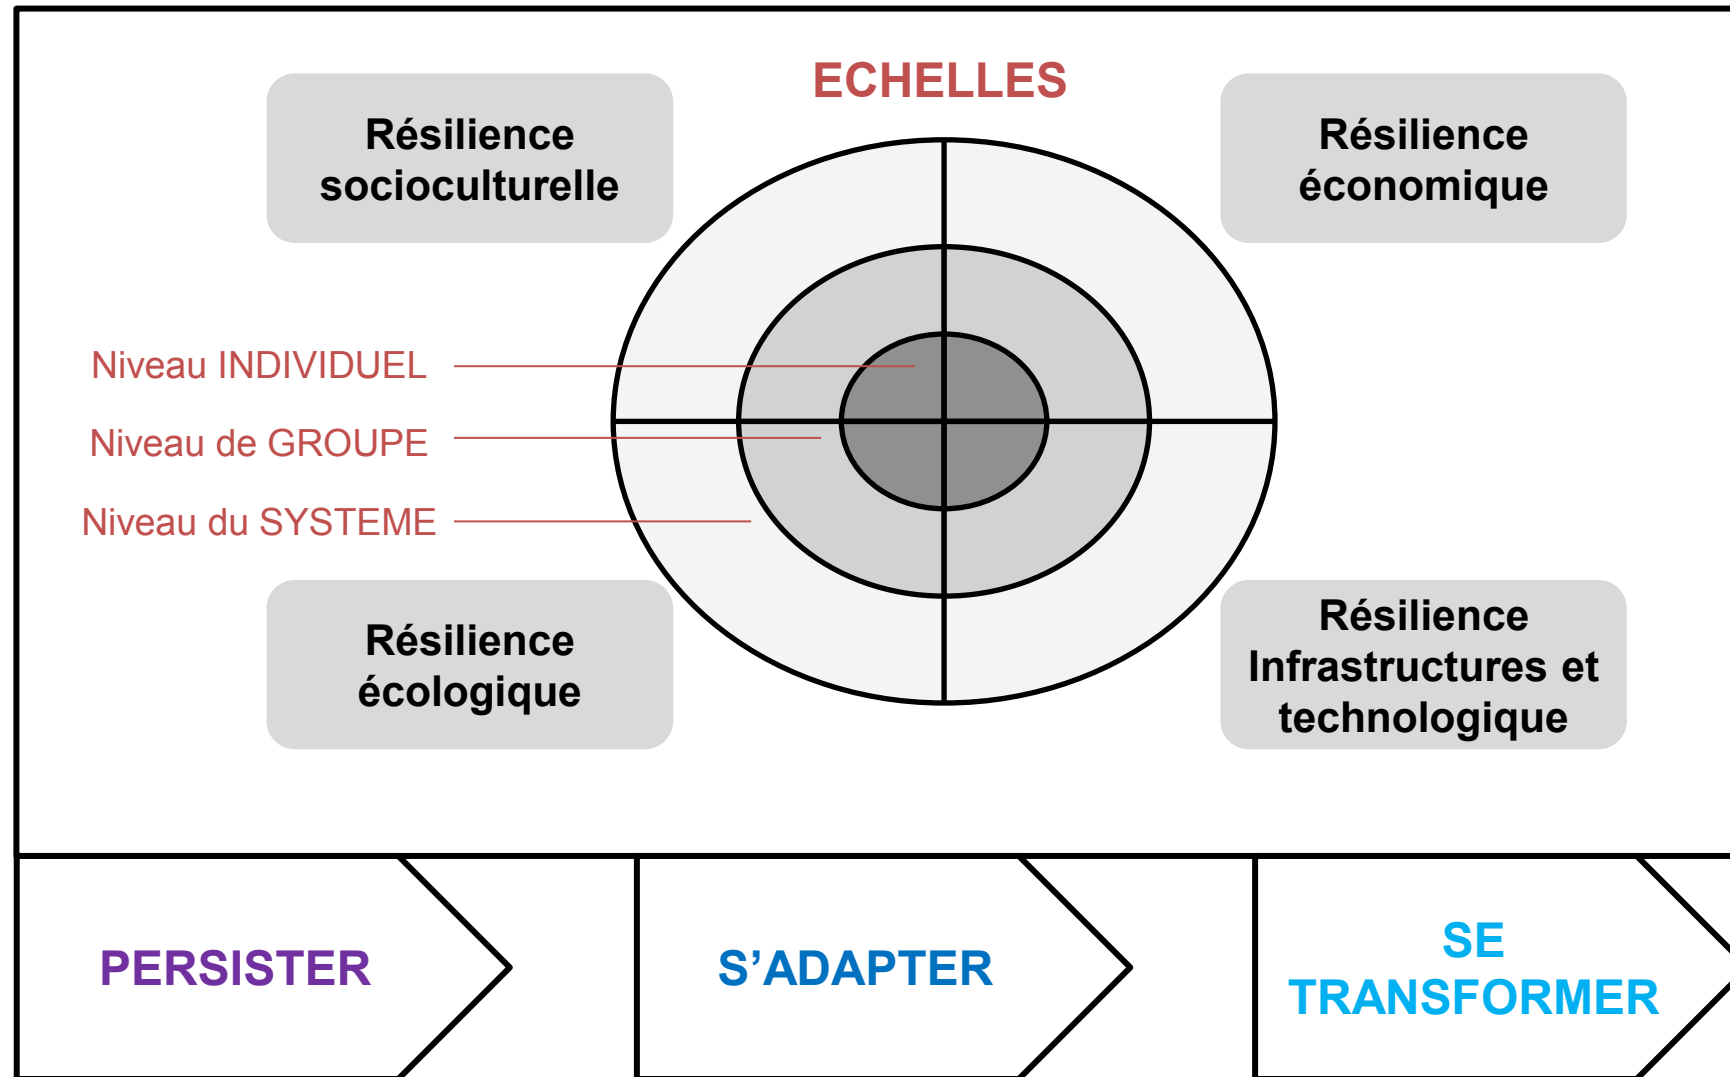 ECHELLES
Résilience
socioculturelle
Résilience
économique
Niveau INDIVIDUEL
Niveau de GROUPE
Niveau du SYSTEME
Résilience
écologique
Résilience
Infrastructures et
technologique
PERSISTER
S’ADAPTER
SE
TRANSFORMER